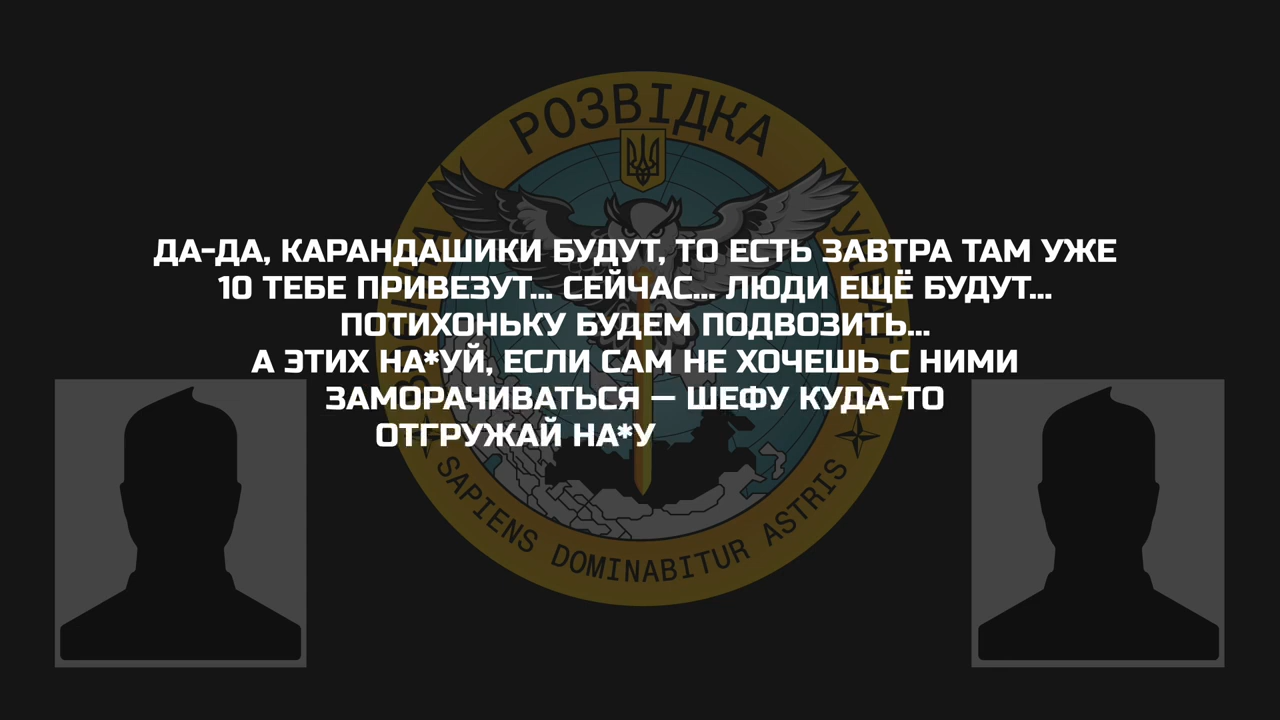 РОЗВІДКА
ДА-ДА, КАРАНДАШИКИ БУДУТ, ТО ЕСТЬ ЗАВТРА ТАМ УЖЕ
10 ТЕБЕ ПРИВЕЗУТ... СЕЙЧАС... ЛЮДИ ЕЩЁ БУДУТ...
ПОТИХОНЬКУ БУДЕМ ПОДВОЗИТЬ...
А ЭТИХ НА*УЙ, ЕСЛИ САМ НЕ ХОЧЕШЬ С НИМИ
ЗАМОРАЧИВАТЬСЯ — ШЕФУ КУДА-ТО
ОТГРУЖАЙ НА*У
SAPIENS DOMINABITUR ASTRIS